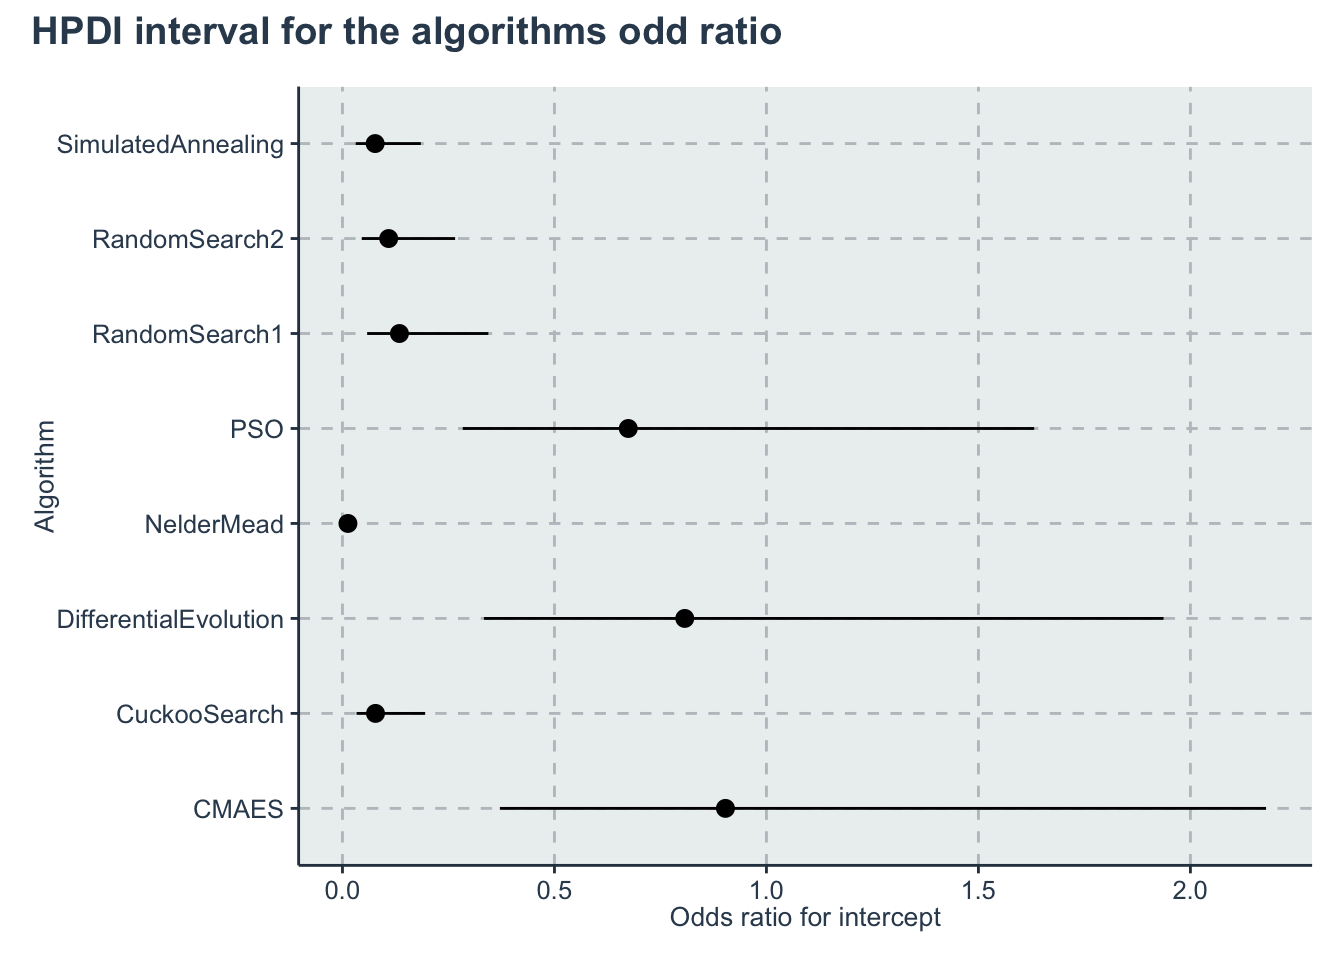 HPDI interval for the algorithms odd ratio
SimulatedAnnealing
RandomSearch2
RandomSearch1
PSO
NelderMead
DifferentialEvolution
CuckooSearch
CMAES
Algorithm
0.0 0.5 1.0 1.5 2.0
Odds ratio for intercept